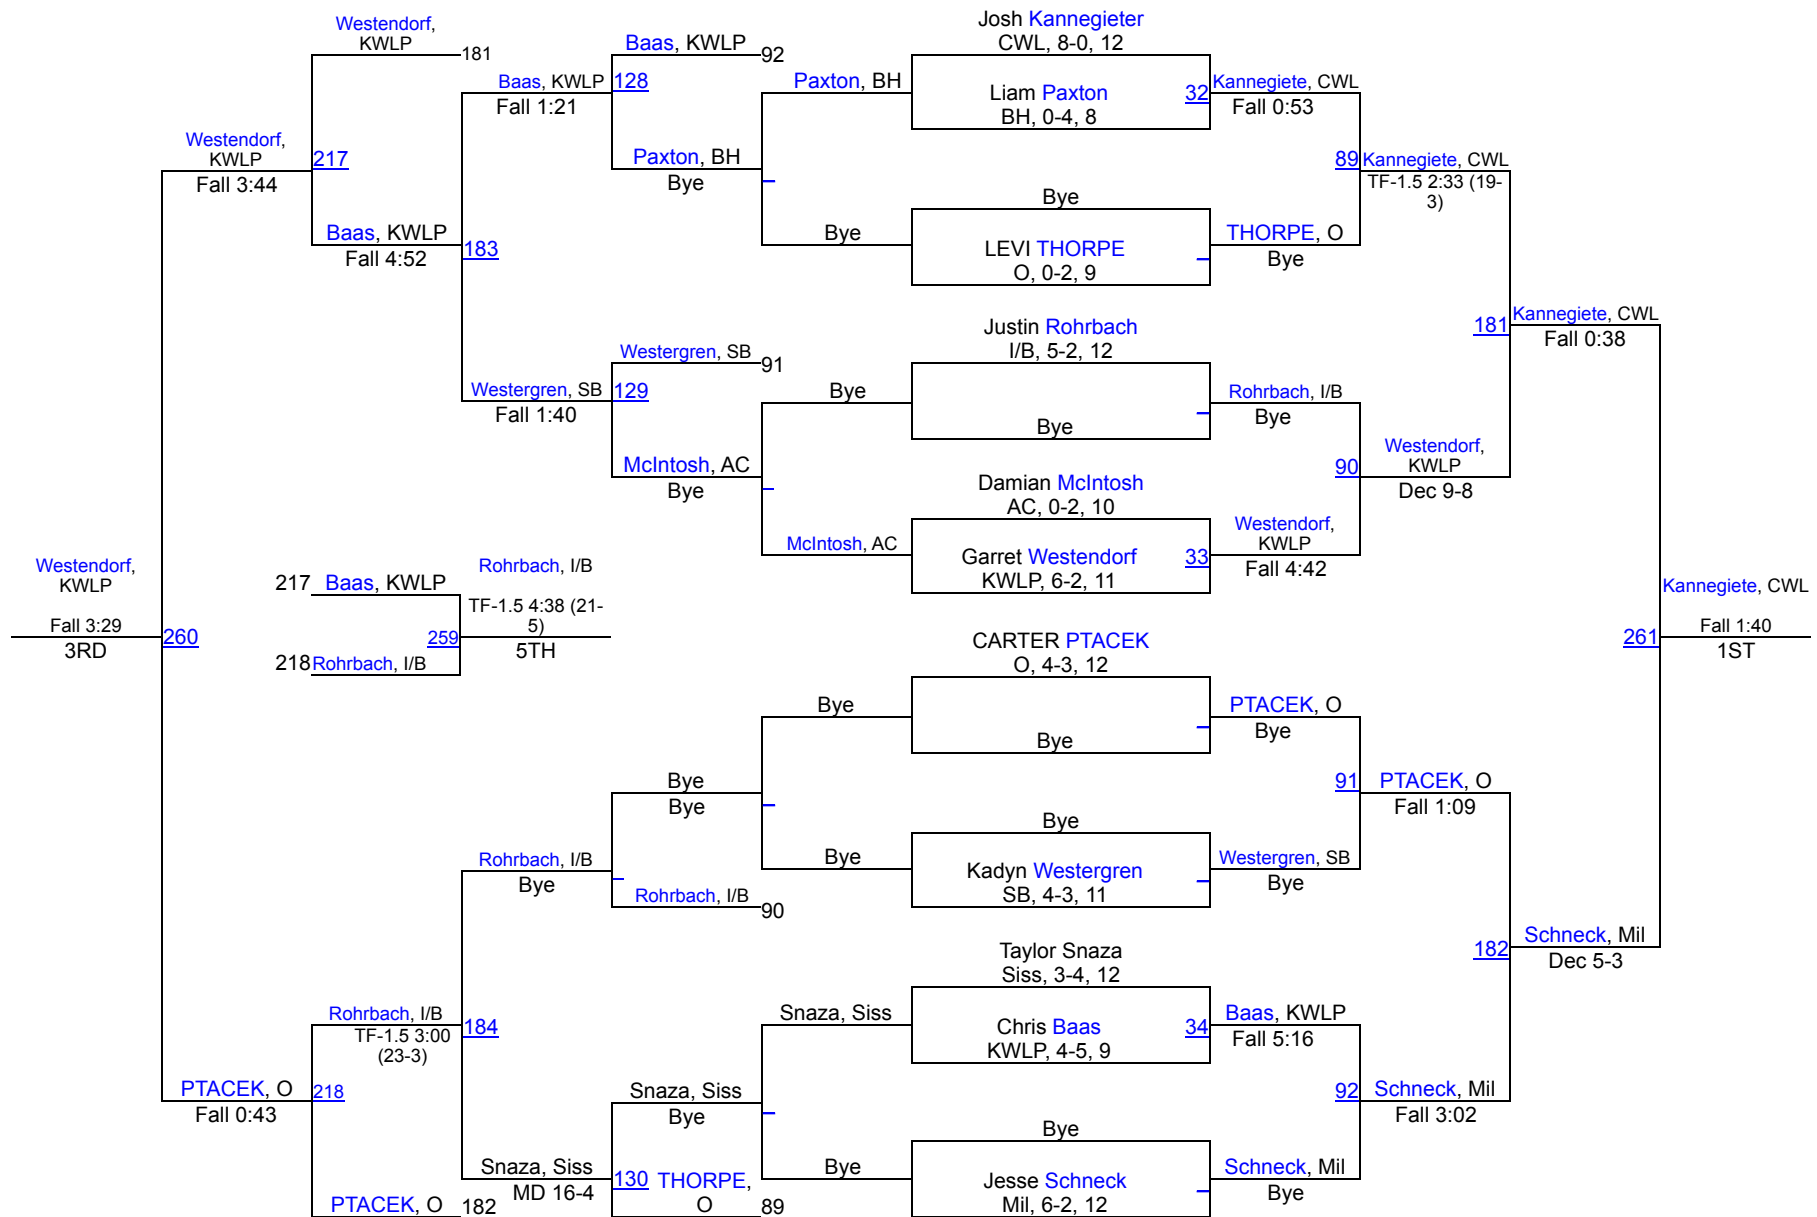 Westendorf,
KWLP
181
Baas, KWLP
92
Josh Kannegieter
CWL, 8-0, 12
Baas, KWLP
128
Fall 1:21
Paxton, BH
Liam Paxton
BH, 0-4, 8
32
Kannegiete, CWL
Fall 0:53
Westendorf,
KWLP
217
Fall 3:44
Paxton, BH
Bye
89
Kannegiete, CWL
TF-1.5 2:33 (19-
3)
Bye
Baas, KWLP
183
Fall 4:52
Bye
LEVI THORPE
O, 0-2, 9
THORPE, O
Bye
Justin Rohrbach
I/B, 5-2, 12
181
Kannegiete, CWL
Fall 0:38
Westergren, SB
91
Westergren, SB
129
Fall 1:40
Bye
Bye
Rohrbach, I/B
Bye
McIntosh, AC
Bye
Damian McIntosh
AC, 0-2, 10
90
Westendorf,
KWLP
Dec 9-8
McIntosh, AC
Garret Westendorf
KWLP, 6-2, 11
33
Westendorf,
KWLP
Fall 4:42
Westendorf,
KWLP
Fall 3:29
3RD
260
217
Baas, KWLP
218
Rohrbach, I/B
259
Rohrbach, I/B
TF-1.5 4:38 (21-
5)
5TH
Kannegiete, CWL
261
Fall 1:40
1ST
CARTER PTACEK
O, 4-3, 12
Bye
Bye
PTACEK, O
Bye
Bye
Bye
91
PTACEK, O
Fall 1:09
Bye
Rohrbach, I/B
Bye
Bye
Kadyn Westergren
SB, 4-3, 11
Westergren, SB
Bye
Rohrbach, I/B
90
Taylor Snaza
Siss, 3-4, 12
182
Schneck, Mil
Dec 5-3
Rohrbach, I/B
184
TF-1.5 3:00
(23-3)
Snaza, Siss
Chris Baas
KWLP, 4-5, 9
34
Baas, KWLP
Fall 5:16
PTACEK, O
218
Fall 0:43
Snaza, Siss
Bye
92
Schneck, Mil
Fall 3:02
Bye
Snaza, Siss
MD 16-4
130
THORPE,
O
89
Bye
Jesse Schneck
Mil, 6-2, 12
Schneck, Mil
Bye
PTACEK, O
182